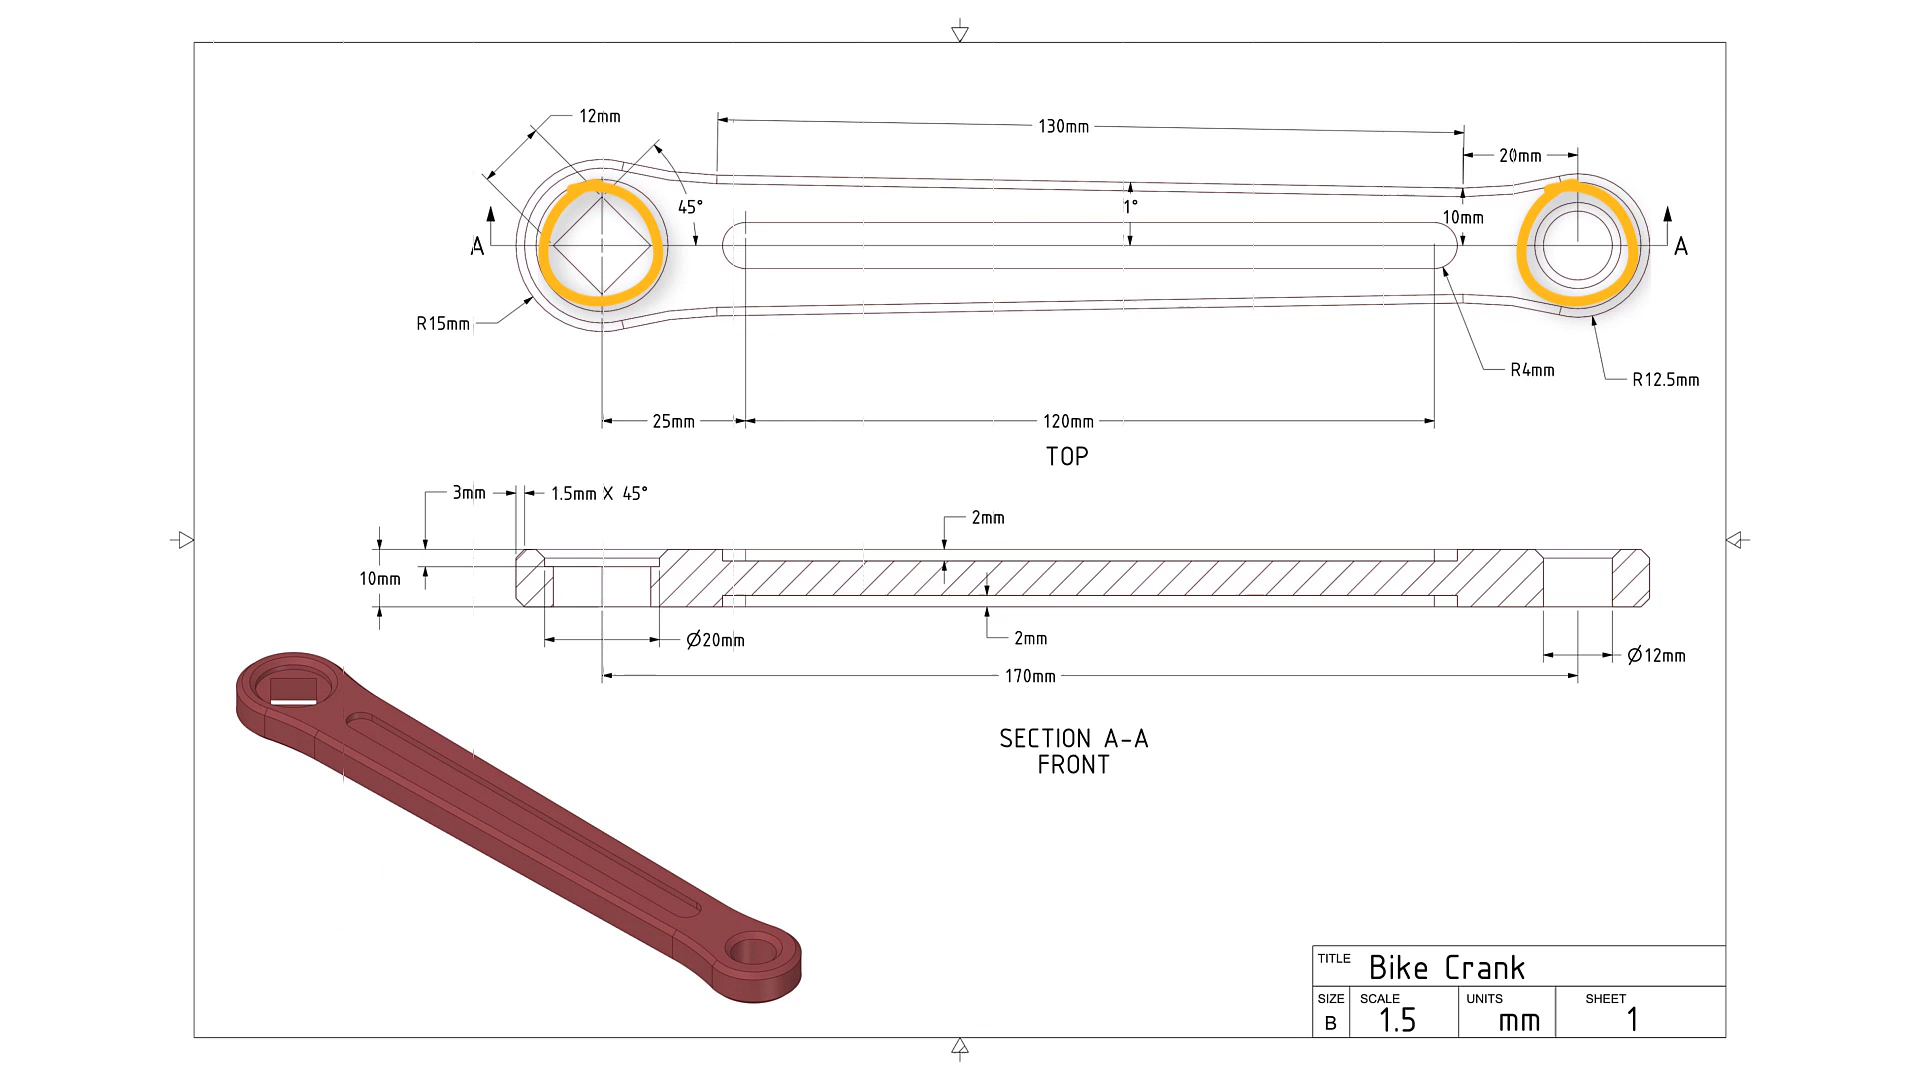 12mm
130mm
20mm
45°
1°
10mm
A
A
R15mm
R4mm
R12.5mm
25mm
120mm
TOP
3mm
1.5mm X 45°
2mm
10mm
Ø20mm
2mm
Ø12mm
170mm
SECTION A-A
FRONT
TITLE Bike Crank
SIZE SCALE UNITS SHEET
B 1.5 mm 1